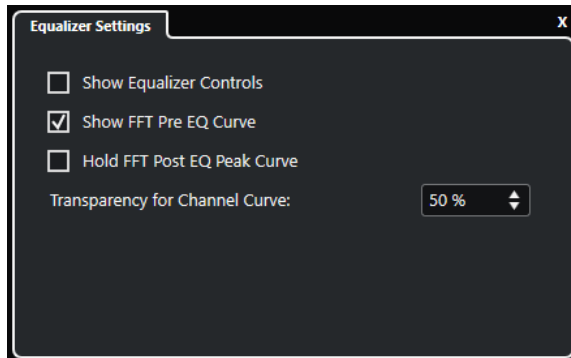 Equalizer Settings
X
Show Equalizer Controls
Show FFT Pre EQ Curve
Hold FFT Post EQ Peak Curve
Transparency for Channel Curve: 50 %